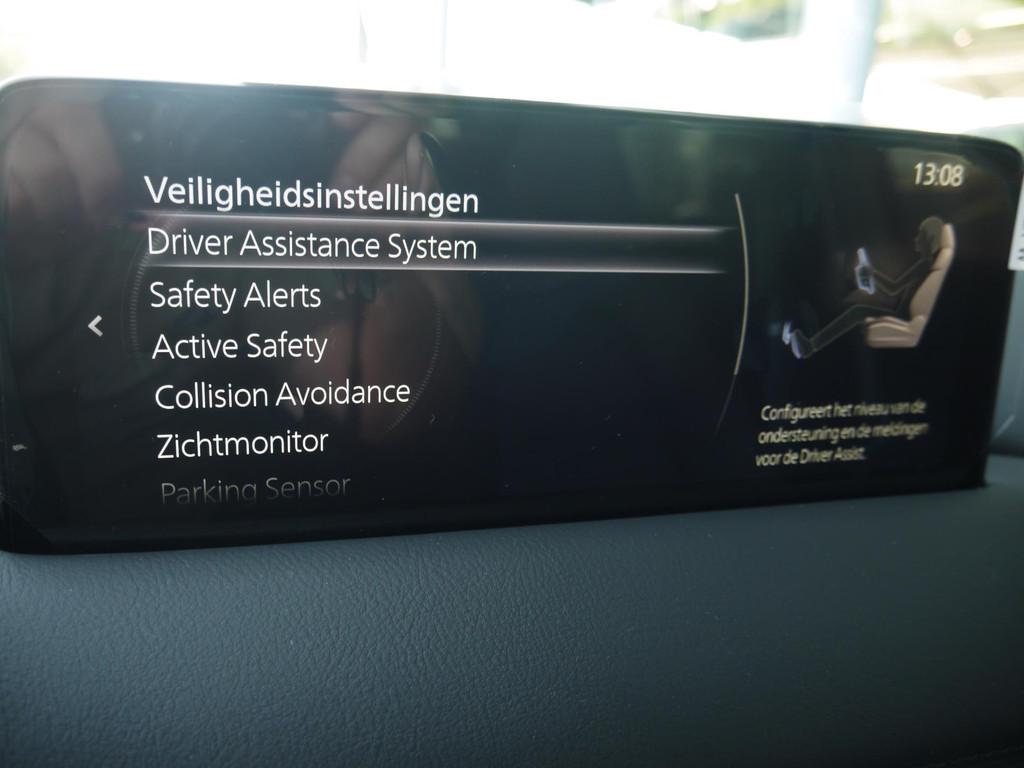 13:08
Veiligheidsinstellingen
Driver Assistance System
Safety Alerts
Active Safety
Collision Avoidance
Zichtmonitor
Parking Sensor
Configureert het niveau van de
ondersteuning en de meldingen
voor de Driver Assist.